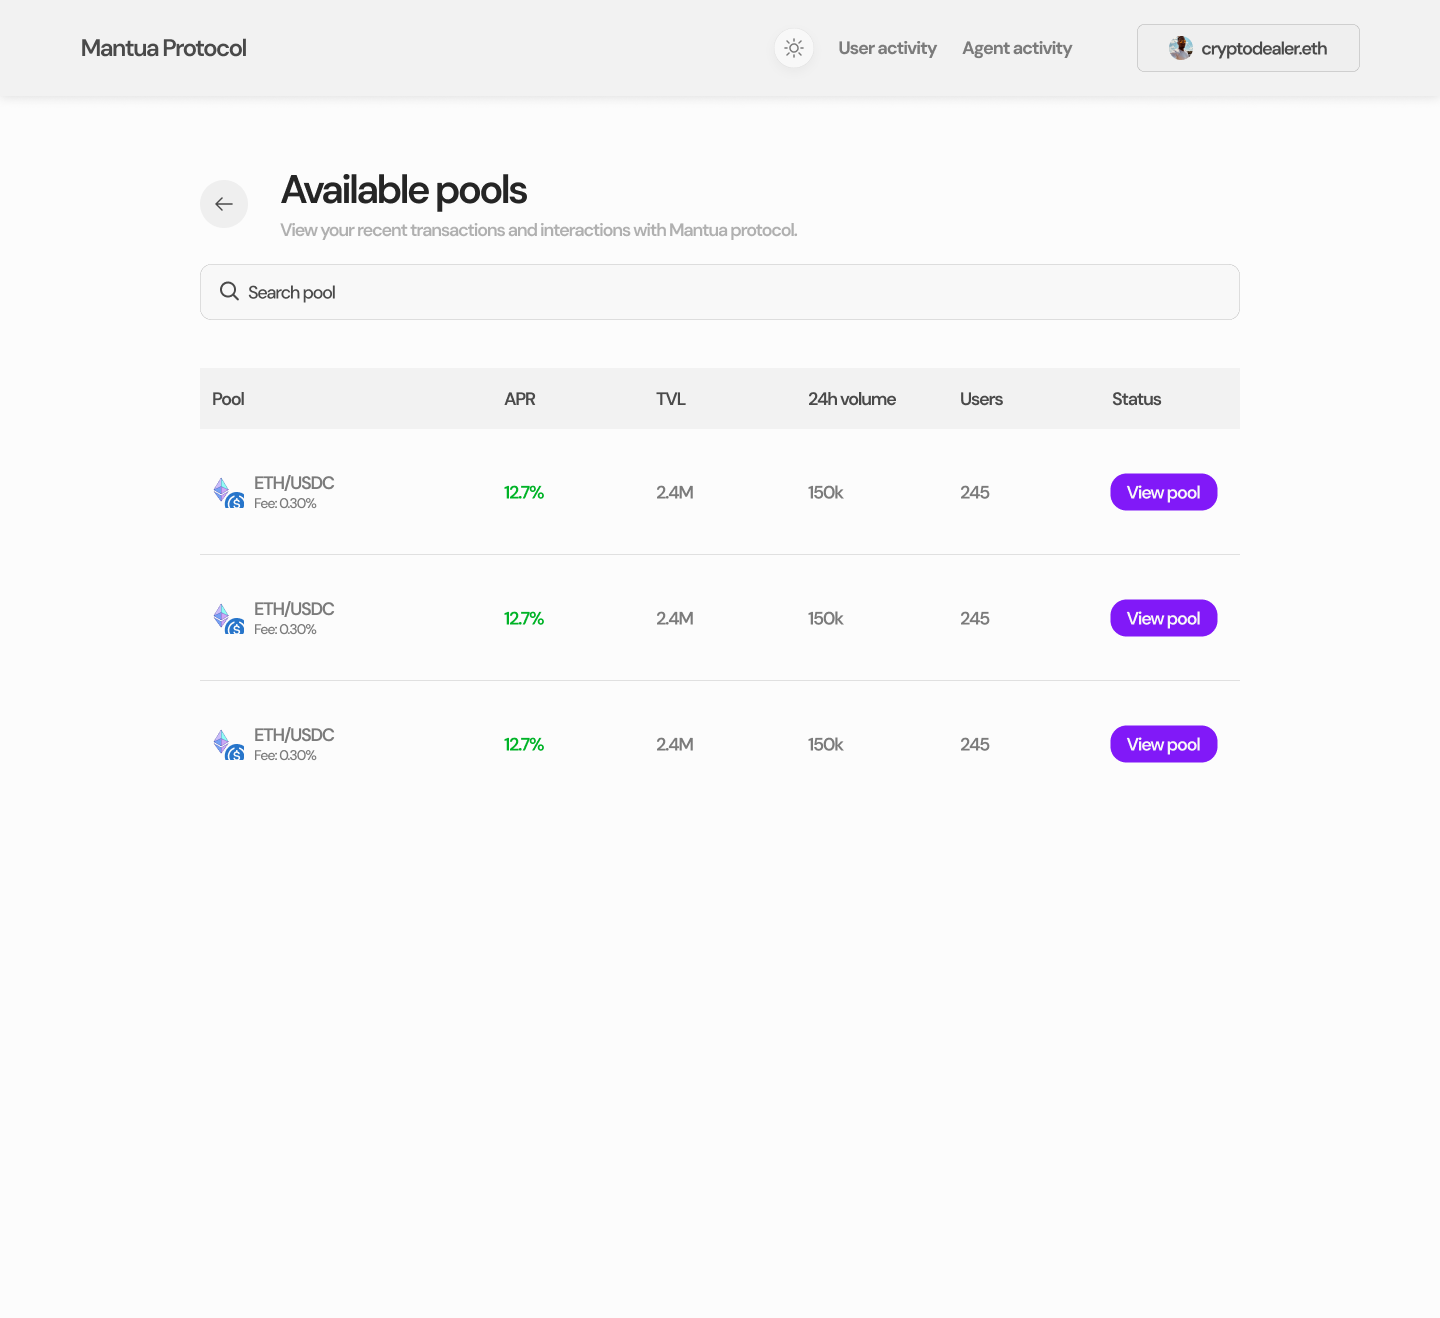 Mantua Protocol
User activity
Agent activity
cryptodealer.eth
Available pools
View your recent transactions and interactions with Mantua protocol.
Search pool
Pool APR TVL 24h volume Users Status
ETH/USDC
Fee: 0.30%
12.7% 2.4M 150k 245 View pool
ETH/USDC
Fee: 0.30%
12.7% 2.4M 150k 245 View pool
ETH/USDC
Fee: 0.30%
12.7% 2.4M 150k 245 View pool